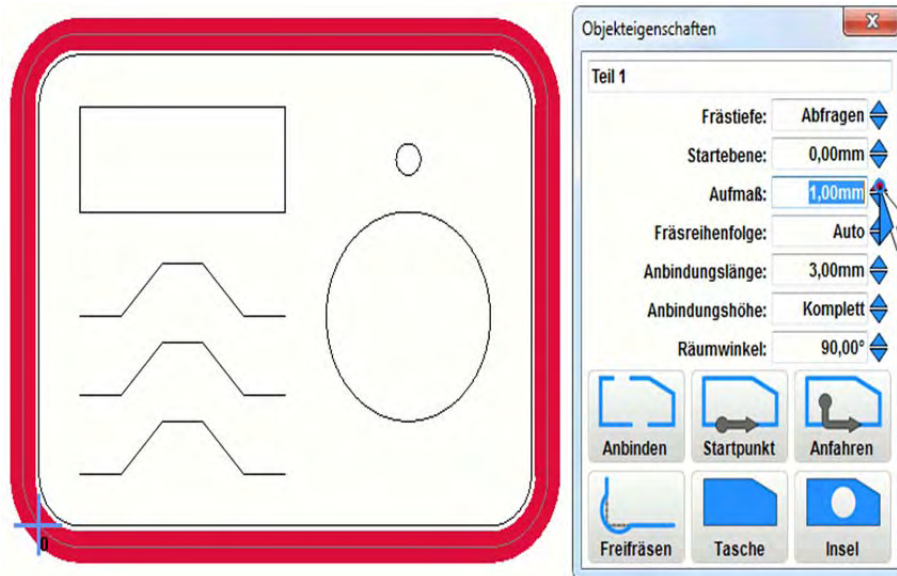 Objekteigenschaften
Teil 1
Frästiefe: Abfragen
Startebene: 0,00mm
Aufmaß: 1,00mm
Fräsreihenfolge: Auto
Anbindungslänge: 3,00mm
Anbindungshöhe: Komplett
Räumwinkel: 90,00°
Anbinden Startpunkt Anfahren
Freifräsen Tasche Insel
0